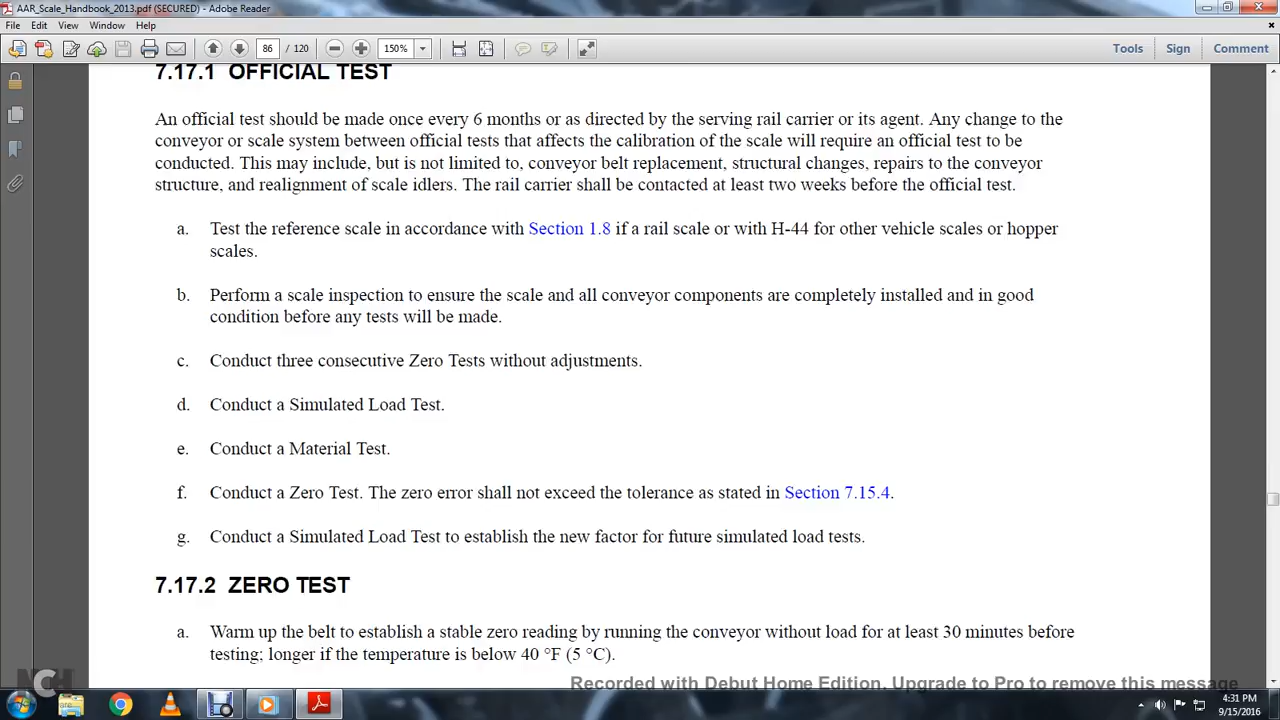 AAR_Scale_Handbook_2013.pdf (SECURED) - Adobe Reader
File Edit View Window Help
86 / 120 150% Tools Sign Comment
7.17.1 OFFICIAL TEST
An official test should be made once every 6 months or as directed by the serving rail carrier or its agent. Any change to the
conveyor or scale system between official tests that affects the calibration of the scale will require an official test to be
conducted. This may include, but is not limited to, conveyor belt replacement, structural changes, repairs to the conveyor
structure, and realignment of scale idlers. The rail carrier shall be contacted at least two weeks before the official test.
a. Test the reference scale in accordance with Section 1.8 if a rail scale or with H-44 for other vehicle scales or hopper
scales.
b. Perform a scale inspection to ensure the scale and all conveyor components are completely installed and in good
condition before any tests will be made.
c. Conduct three consecutive Zero Tests without adjustments.
d. Conduct a Simulated Load Test.
e. Conduct a Material Test.
f. Conduct a Zero Test. The zero error shall not exceed the tolerance as stated in Section 7.15.4.
g. Conduct a Simulated Load Test to establish the new factor for future simulated load tests.
7.17.2 ZERO TEST
a. Warm up the belt to establish a stable zero reading by running the conveyor without load for at least 30 minutes before
testing; longer if the temperature is below 40 °F (5 °C).
NCH
Recorded with Debut Home Edition. Upgrade to Pro to remove this message
4:31 PM
9/15/2016